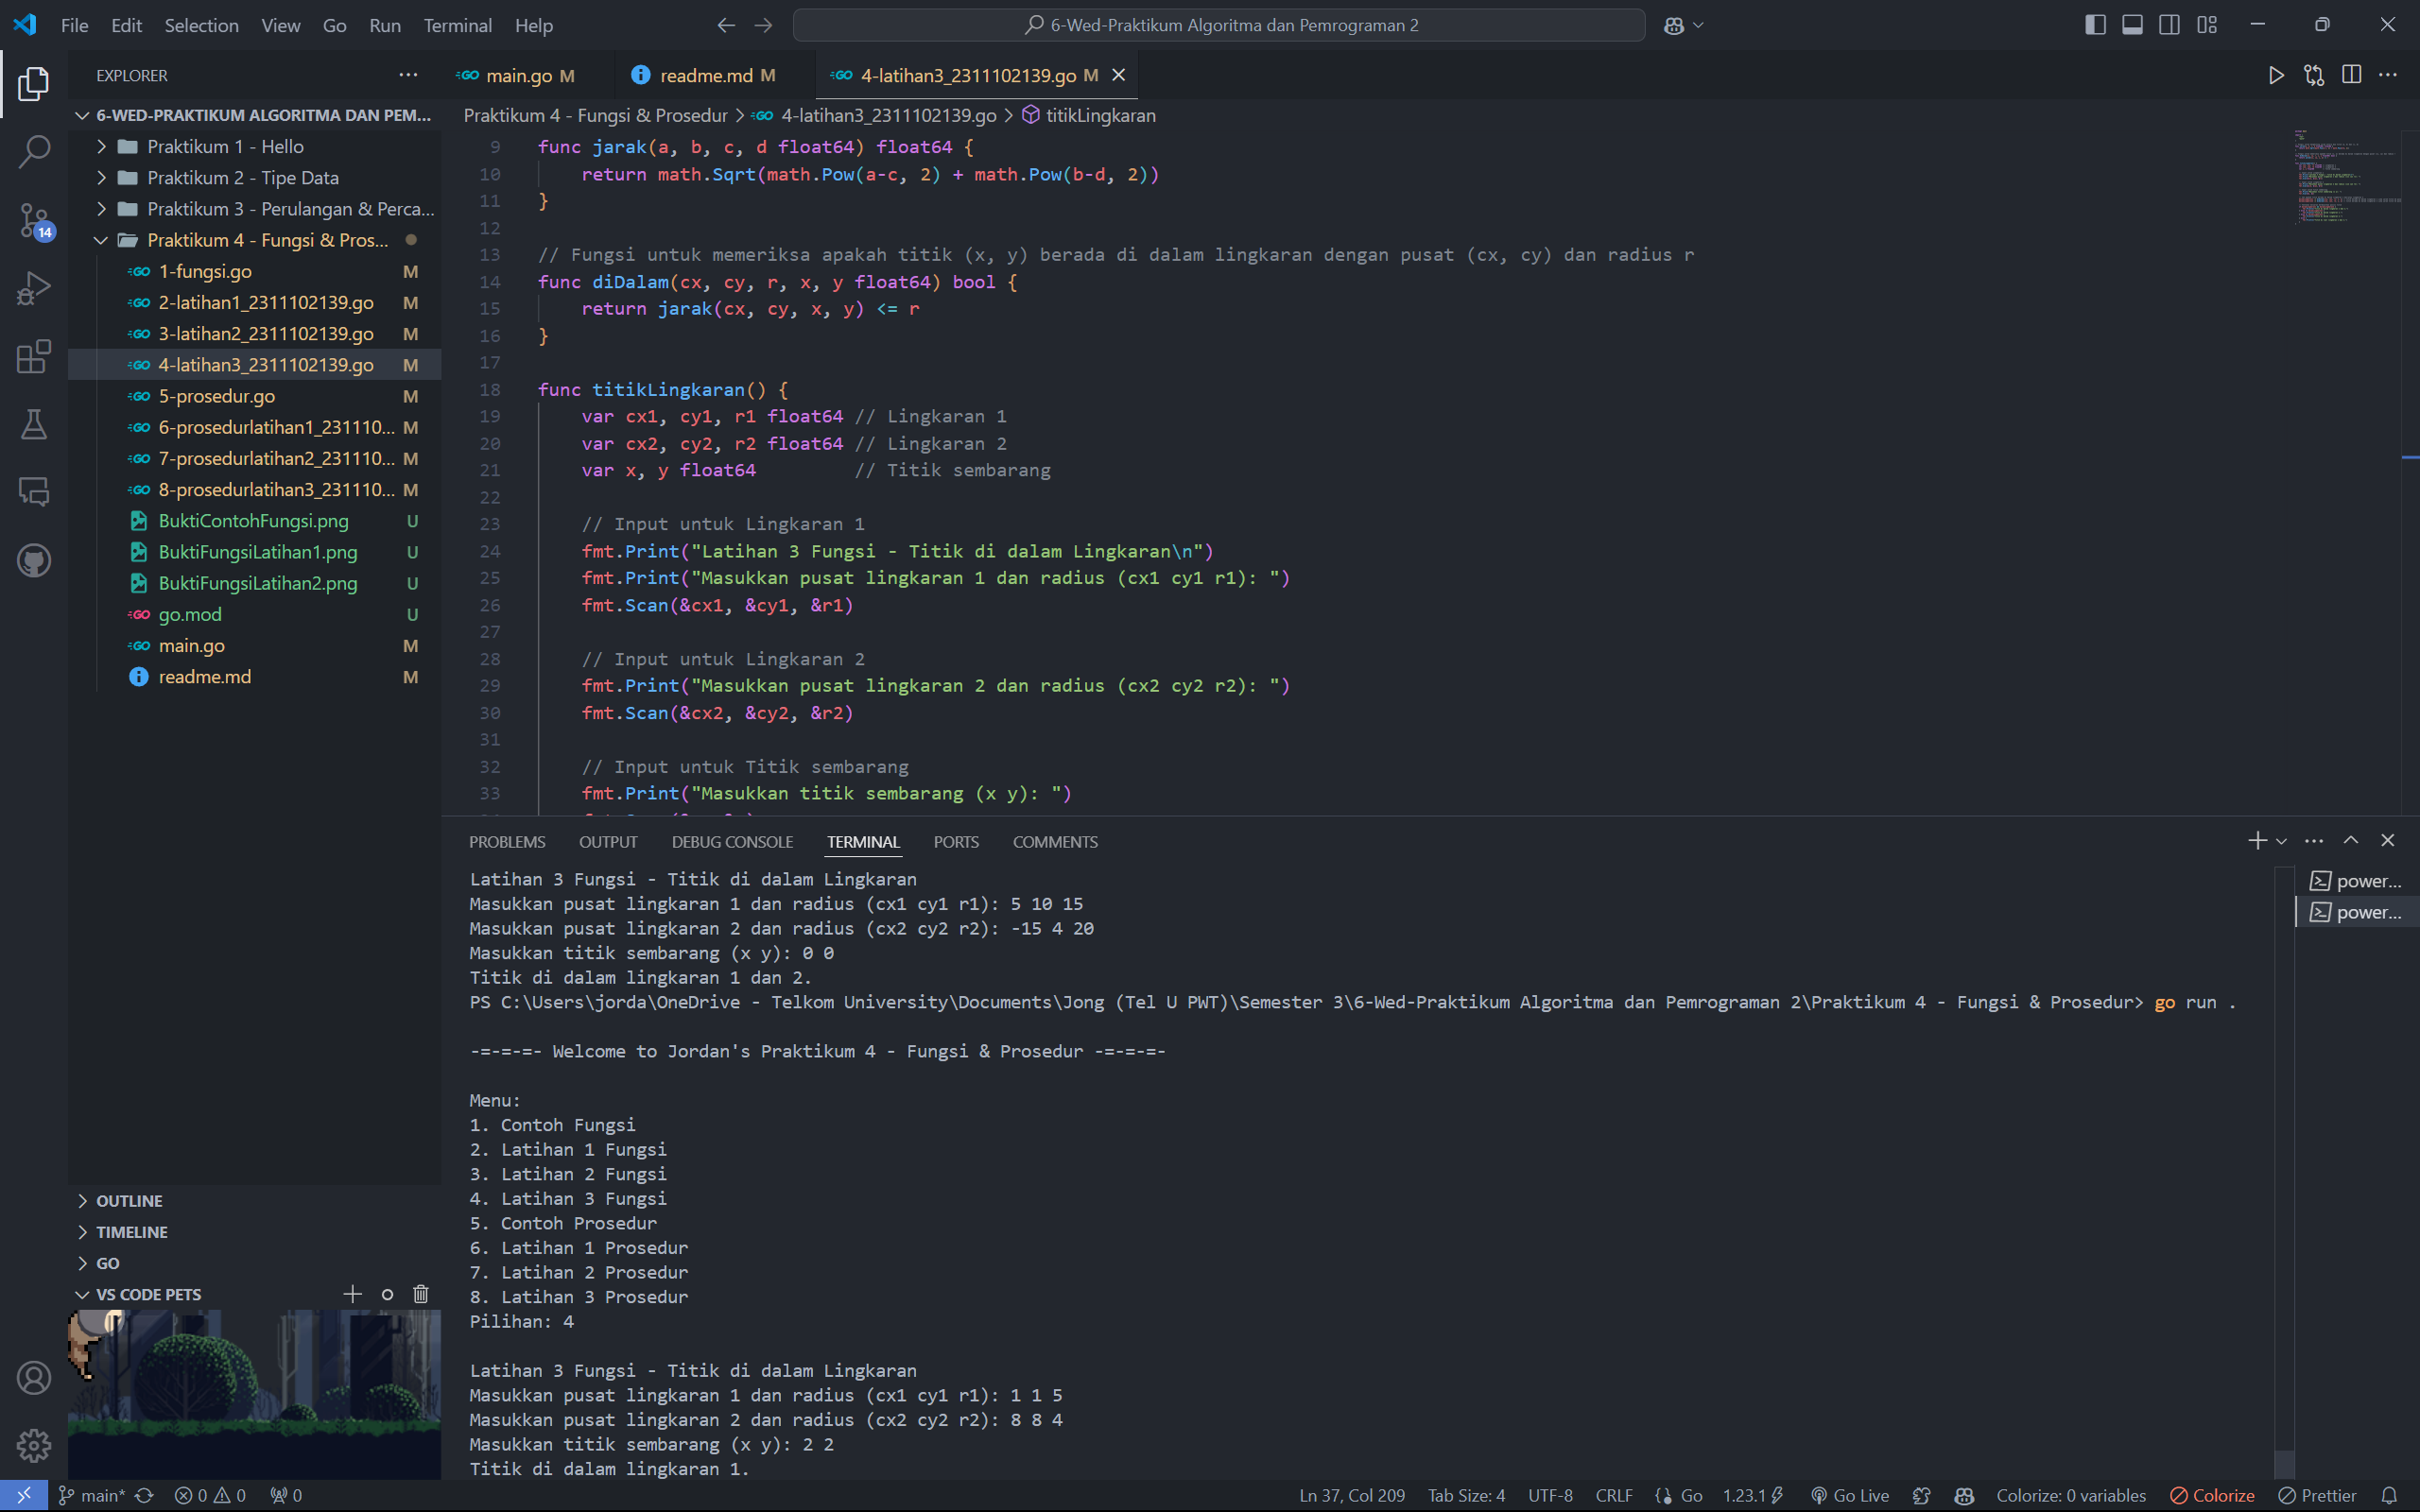 File Edit Selection View Go Run Terminal Help
6-Wed-Praktikum Algoritma dan Pemrograman 2
EXPLORER
6-WED-PRAKTIKUM ALGORITMA DAN PEM...
Praktikum 1 - Hello
Praktikum 2 - Tipe Data
Praktikum 3 - Perulangan & Perca...
Praktikum 4 - Fungsi & Pros...
1-fungsi.go M
2-latihan1_2311102139.go M
3-latihan2_2311102139.go M
4-latihan3_2311102139.go M
5-prosedur.go M
6-prosedurlatihan1_231110... M
7-prosedurlatihan2_231110... M
8-prosedurlatihan3_231110... M
BuktiContohFungsi.png U
BuktiFungsiLatihan1.png U
BuktiFungsiLatihan2.png U
go.mod U
main.go M
readme.md M
14
OUTLINE
TIMELINE
GO
VS CODE PETS
main.go M readme.md M 4-latihan3_2311102139.go M
Praktikum 4 - Fungsi & Prosedur > 4-latihan3_2311102139.go > titikLingkaran
9 func jarak(a, b, c, d float64) float64 {
10 return math.Sqrt(math.Pow(a-c, 2) + math.Pow(b-d, 2))
11 }
12
13 // Fungsi untuk memeriksa apakah titik (x, y) berada di dalam lingkaran dengan pusat (cx, cy) dan radius r
14 func diDalam(cx, cy, r, x, y float64) bool {
15 return jarak(cx, cy, x, y) <= r
16 }
17
18 func titikLingkaran() {
19 var cx1, cy1, r1 float64 // Lingkaran 1
20 var cx2, cy2, r2 float64 // Lingkaran 2
21 var x, y float64 // Titik sembarang
22
23 // Input untuk Lingkaran 1
24 fmt.Print("Latihan 3 Fungsi - Titik di dalam Lingkaran\n")
25 fmt.Print("Masukkan pusat lingkaran 1 dan radius (cx1 cy1 r1): ")
26 fmt.Scan(&cx1, &cy1, &r1)
27
28 // Input untuk Lingkaran 2
29 fmt.Print("Masukkan pusat lingkaran 2 dan radius (cx2 cy2 r2): ")
30 fmt.Scan(&cx2, &cy2, &r2)
31
32 // Input untuk Titik sembarang
33 fmt.Print("Masukkan titik sembarang (x y): ")
PROBLEMS OUTPUT DEBUG CONSOLE TERMINAL PORTS COMMENTS
power...
power...
Latihan 3 Fungsi - Titik di dalam Lingkaran
Masukkan pusat lingkaran 1 dan radius (cx1 cy1 r1): 5 10 15
Masukkan pusat lingkaran 2 dan radius (cx2 cy2 r2): -15 4 20
Masukkan titik sembarang (x y): 0 0
Titik di dalam lingkaran 1 dan 2.
PS C:\Users\jorda\OneDrive - Telkom University\Documents\Jong (Tel U PWT)\Semester 3\6-Wed-Praktikum Algoritma dan Pemrograman 2\Praktikum 4 - Fungsi & Prosedur> go run .
-=-=-=- Welcome to Jordan's Praktikum 4 - Fungsi & Prosedur -=-=-=-
Menu:
1. Contoh Fungsi
2. Latihan 1 Fungsi
3. Latihan 2 Fungsi
4. Latihan 3 Fungsi
5. Contoh Prosedur
6. Latihan 1 Prosedur
7. Latihan 2 Prosedur
8. Latihan 3 Prosedur
Pilihan: 4
Latihan 3 Fungsi - Titik di dalam Lingkaran
Masukkan pusat lingkaran 1 dan radius (cx1 cy1 r1): 1 1 5
Masukkan pusat lingkaran 2 dan radius (cx2 cy2 r2): 8 8 4
Masukkan titik sembarang (x y): 2 2
Titik di dalam lingkaran 1.
main* 0 0 0 Ln 37, Col 209 Tab Size: 4 UTF-8 CRLF Go 1.23.1 Go Live Colorize: 0 variables Colorize Prettier